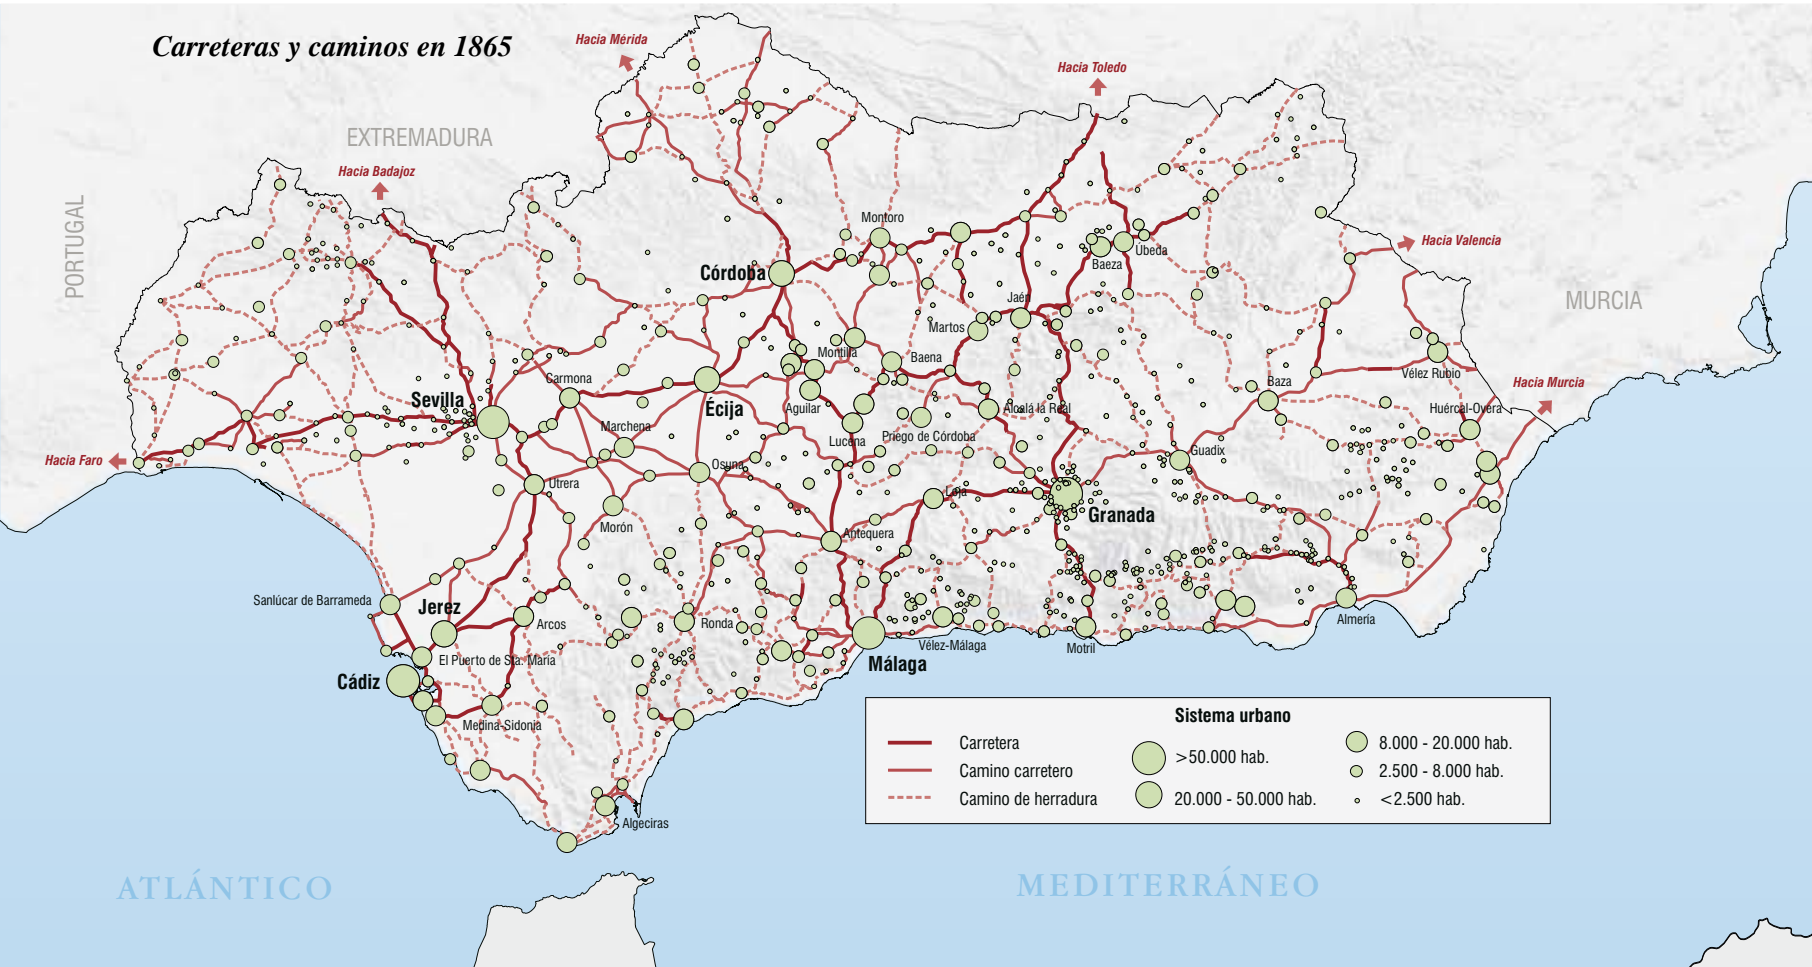 Carreteras y caminos en 1865
Hacia Mérida
Hacia Toledo
EXTREMADURA
Hacia Badajoz
PORTUGAL
Montoro
Hacia Valencia
Úbeda
Baeza
Córdoba
MURCIA
Jaén
Martos
Montilla
Baena
Vélez Rubio
Carmona
Baza
Hacia Murcia
Sevilla
Écija
Aguilar
Alcalá la Real
Huércal-Overa
Marchena
Lucena
Priego de Córdoba
Guadix
Hacia Faro
Osuna
Utrera
Loja
Morón
Granada
Antequera
Sanlúcar de Barrameda
Jerez
Arcos
Ronda
Almería
Vélez-Málaga
Motril
El Puerto de Sta. María
Málaga
Cádiz
Medina-Sidonia
Algeciras
Sistema urbano
Carretera
Camino carretero
Camino de herradura
>50.000 hab.
20.000 - 50.000 hab.
8.000 - 20.000 hab.
2.500 - 8.000 hab.
<2.500 hab.
ATLÁNTICO
MEDITERRÁNEO